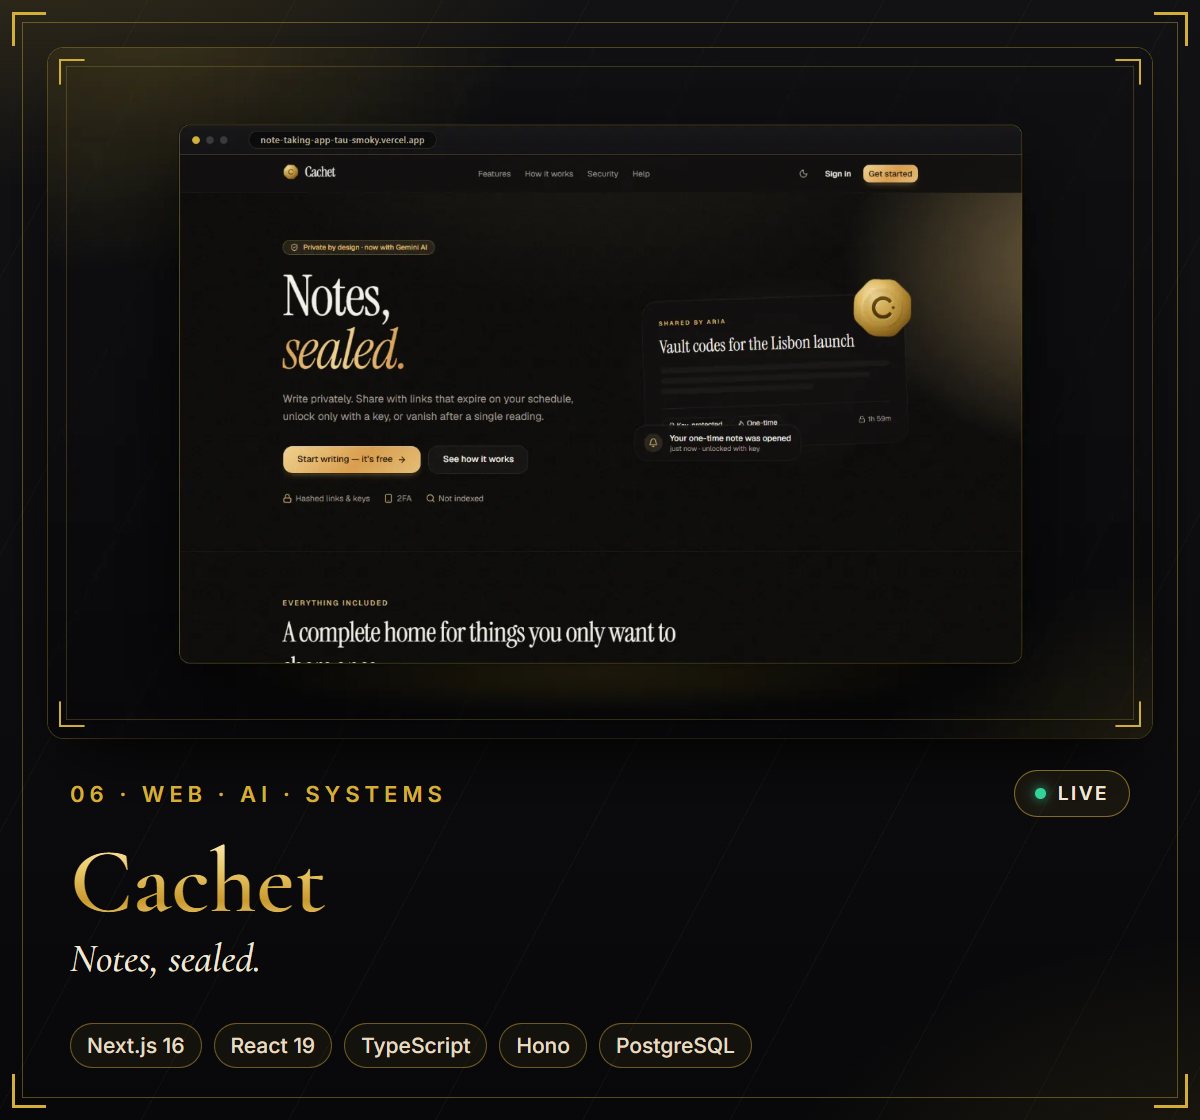 note-taking-app-tau-smoky.vercel.app
Cachet
Features How it works Security Help
Sign in
Get started
Private by design · now with Gemini AI
Notes,
sealed.
Write privately. Share with links that expire on your schedule,
unlock only with a key, or vanish after a single reading.
Start writing — it's free →
See how it works
Hashed links & keys 2FA Not indexed
SHARED BY ARIA
Vault codes for the Lisbon launch
Key-protected One-time 1h 59m
Your one-time note was opened
just now · unlocked with key
EVERYTHING INCLUDED
A complete home for things you only want to
06 · WEB · AI · SYSTEMS
LIVE
Cachet
Notes, sealed.
Next.js 16 React 19 TypeScript Hono PostgreSQL